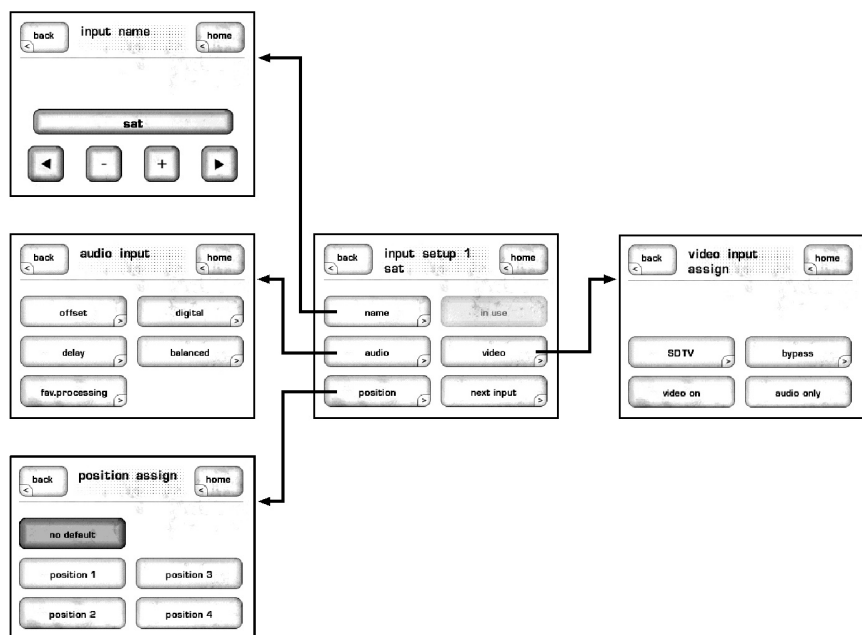 back input name home
<
<
sat
- +
back audio input home
<
<
offset > digital >
delay > balanced >
fav.processing >
back input setup 1 home
< sat <
name > in use
audio > video >
position > next input >
back video input home
< assign <
SDTV > bypass >
video on audio only
back position assign home
<
<
no default
position 1 position 3
position 2 position 4